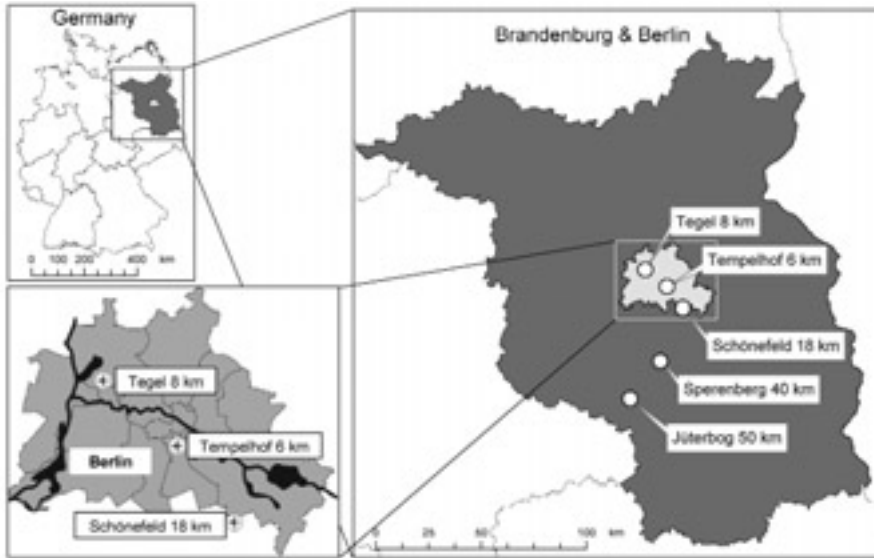 Germany
0 100 200 400
km
Brandenburg & Berlin
Tegel 8 km
Tempelhof 6 km
Schönefeld 18 km
Sperenberg 40 km
Jüterbog 50 km
0 25 50 100 km
Tegel 8 km
Tempelhof 6 km
Berlin
Schönefeld 18 km